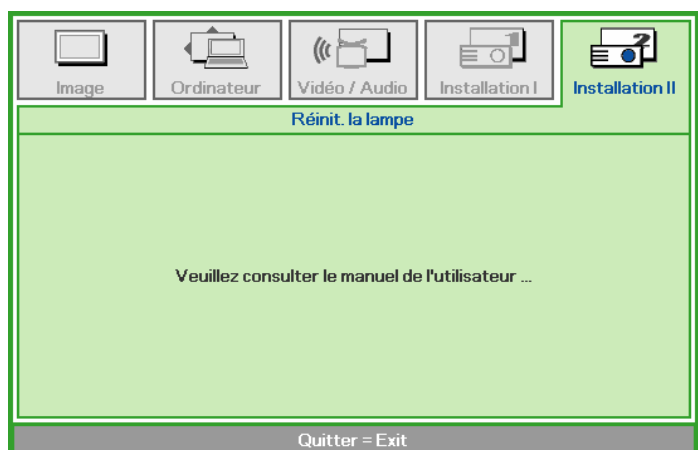 Image
Ordinateur
Vidéo / Audio
Installation I
Installation II
Réinit. la lampe
Veuillez consulter le manuel de l'utilisateur ...
Quitter = Exit